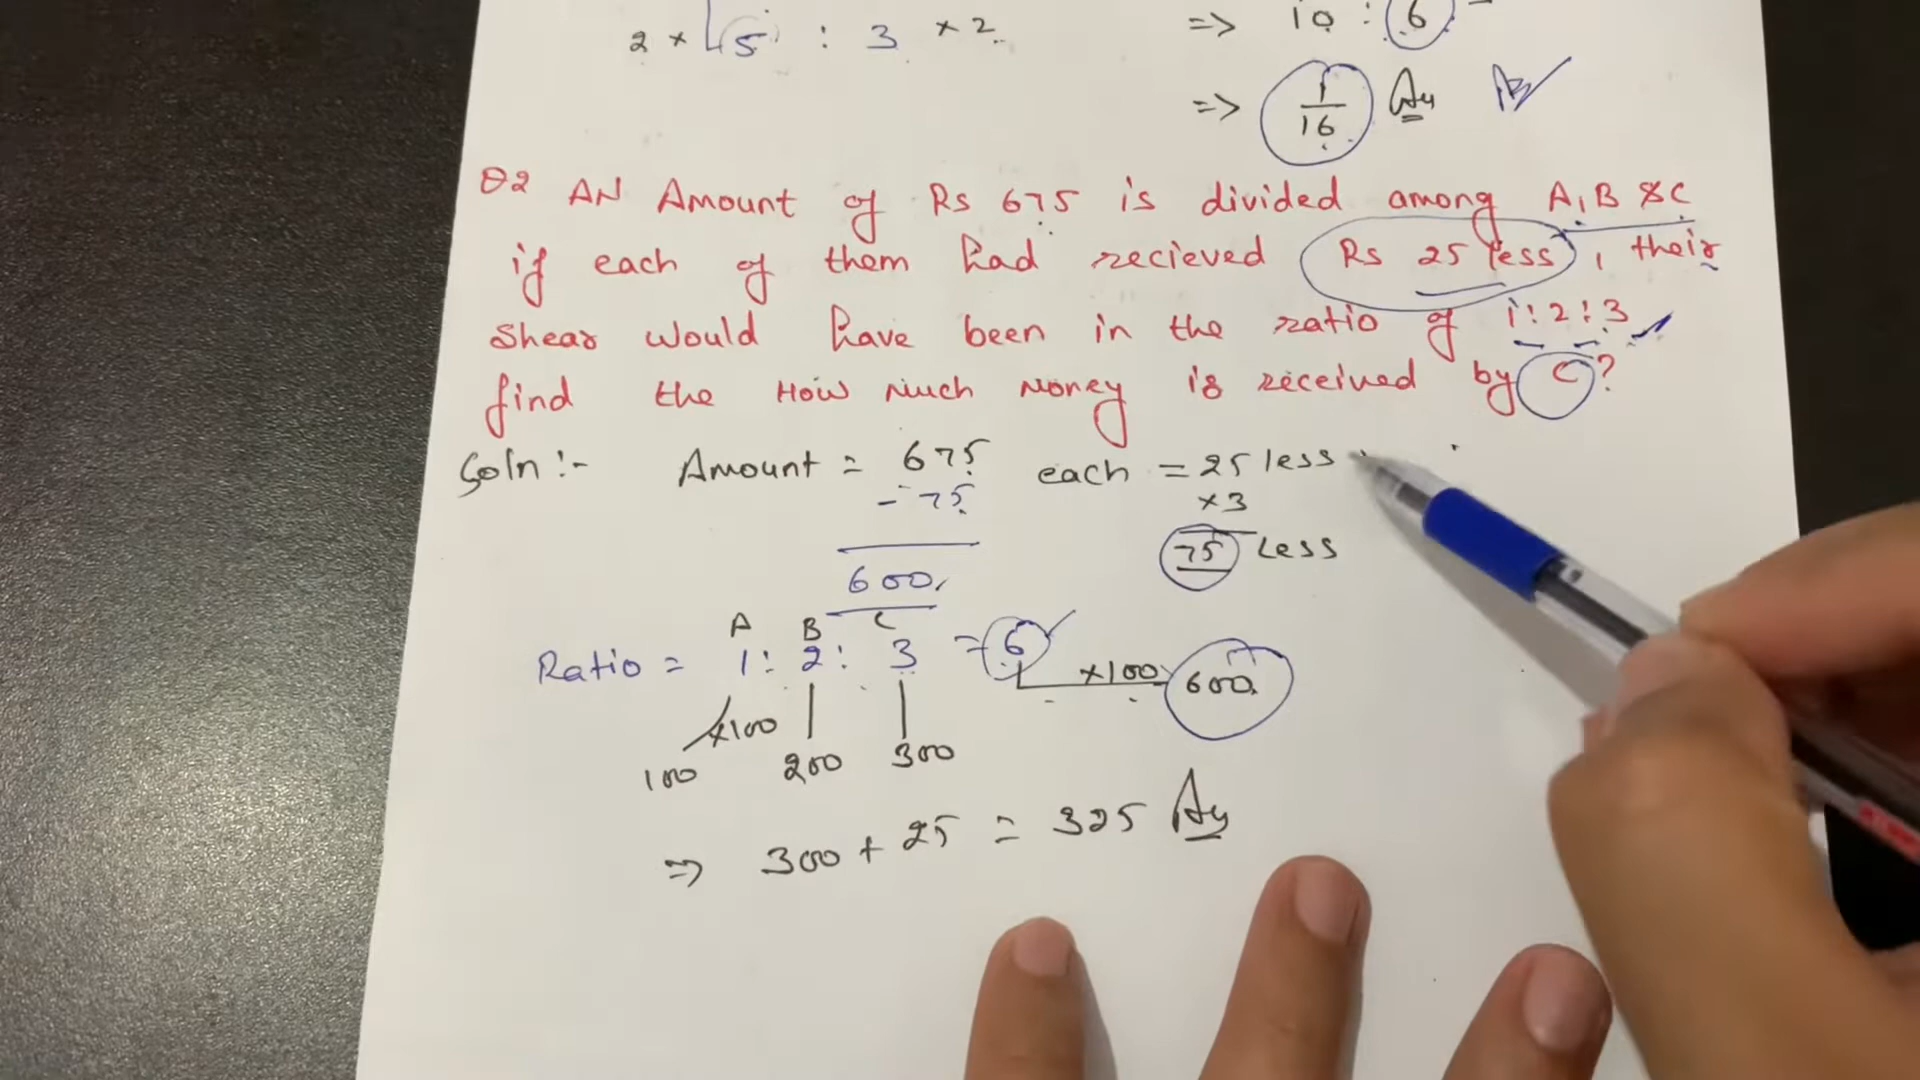 2 × 5 : 3 × 2
=> 10 : 6
=> 1/16 Ay
Q2 AN Amount of Rs 675 is divided among A, B & C
if each of them had recieved Rs 25 less, their
Shear would have been in the ratio of 1:2:3
find the How Much Money is received by C?
Soln :- Amount = 675 each = 25 less
- 75 × 3
600 75 Less
A B C
Ratio = 1 : 2 : 3 = 6 ×100 600
×100
100 200 300
=> 300 + 25 = 325 Ay